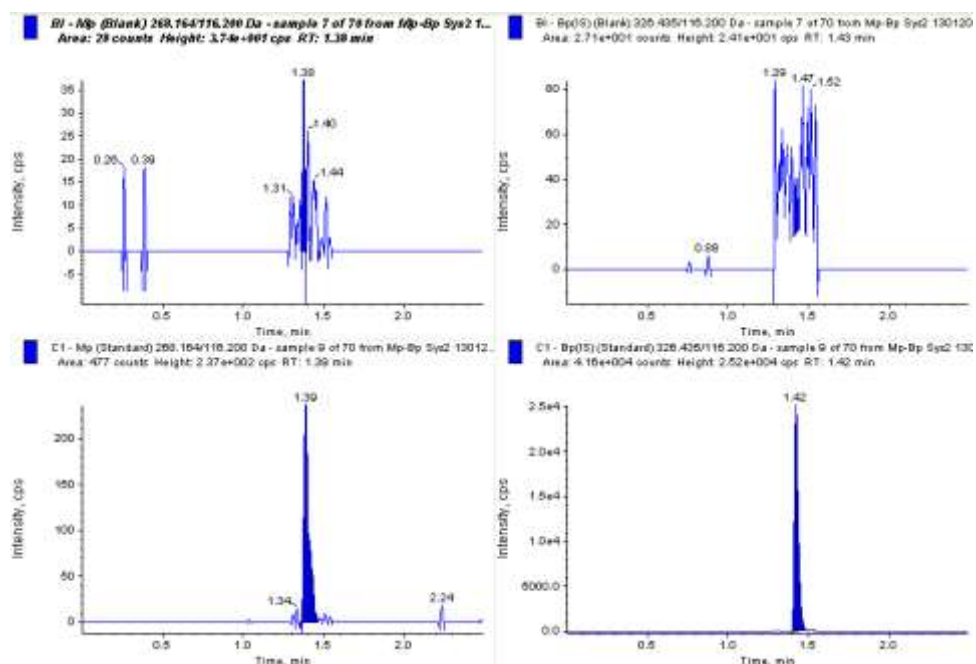 BI - Mp (Blank) 268.164/116.200 Da - sample 7 of 70 from Mp-Bp Sys2 1...
Area: 29 counts Height: 3.74e+001 cps RT: 1.38 min
1.38
35
30
1.40
25
20
0.26 0.39
15
1.44
1.31
10
5
0
-5
Intensity, cps
0.5 1.0 1.5 2.0
Time, min
BI - Bp(IS) (Blank) 326.435/116.200 Da - sample 7 of 70 from Mp-Bp Sys2 130120
Area: 2.71e+001 counts Height: 2.41e+001 cps RT: 1.43 min
1.29 1.47 1.52
80
60
40
20
0.88
0
Intensity, cps
0.5 1.0 1.5 2.0
Time, min
C1 - Mp (Standard) 268.164/116.200 Da - sample 9 of 70 from Mp-Bp Sys2 13012...
Area: 477 counts Height: 2.37e+002 cps RT: 1.39 min
1.39
200
150
100
50
1.34
2.24
0
Intensity, cps
0.5 1.0 1.5 2.0
Time, min
C1 - Bp(IS) (Standard) 326.435/116.200 Da - sample 9 of 70 from Mp-Bp Sys2 130
Area: 4.16e+004 counts Height: 2.52e+004 cps RT: 1.42 min
1.42
2.5e4
2.0e4
1.5e4
1.0e4
5000.0
0.0
Intensity, cps
0.5 1.0 1.5 2.0
Time, min